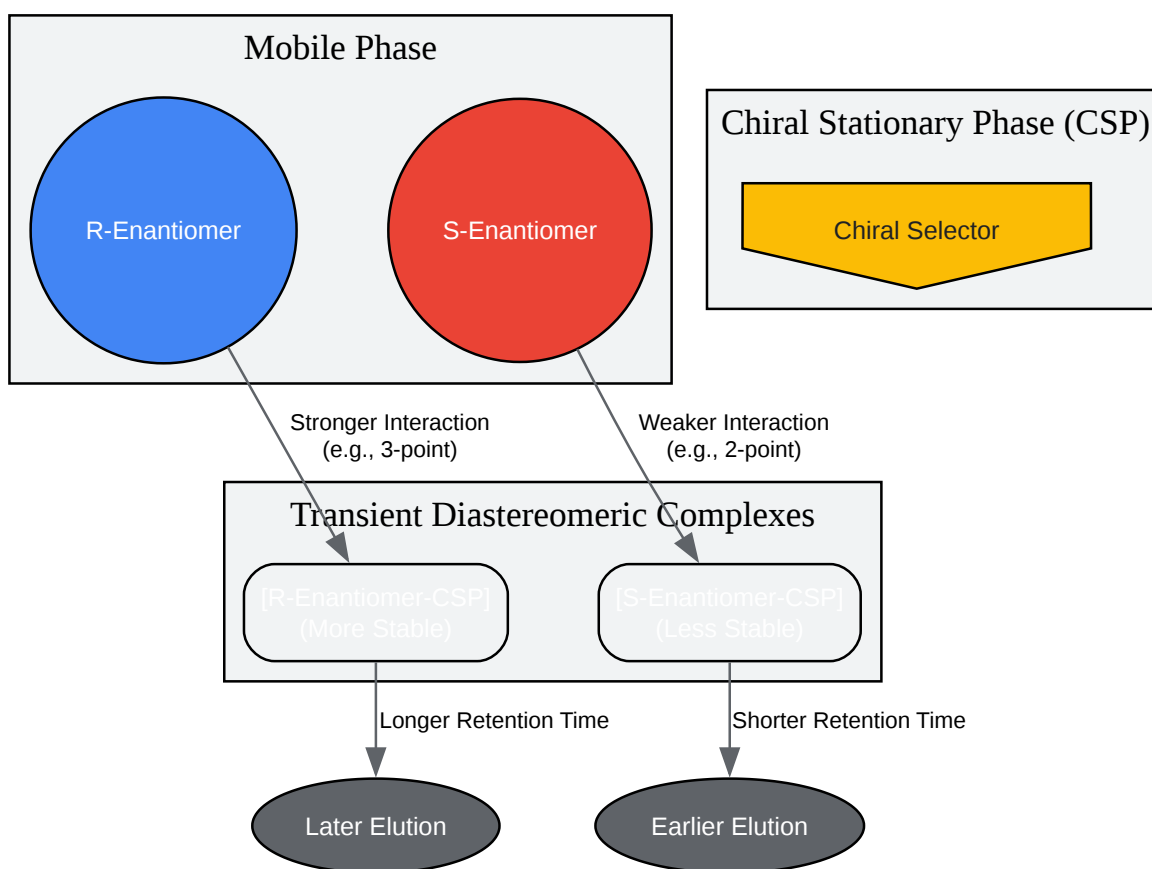 Mobile Phase
R-Enantiomer
S-Enantiomer
Chiral Stationary Phase (CSP)
Chiral Selector
Stronger Interaction
(e.g., 3-point)
Weaker Interaction
(e.g., 2-point)
Transient Diastereomeric Complexes
[R-Enantiomer-CSP]
(More Stable)
[S-Enantiomer-CSP]
(Less Stable)
Longer Retention Time
Shorter Retention Time
Later Elution
Earlier Elution